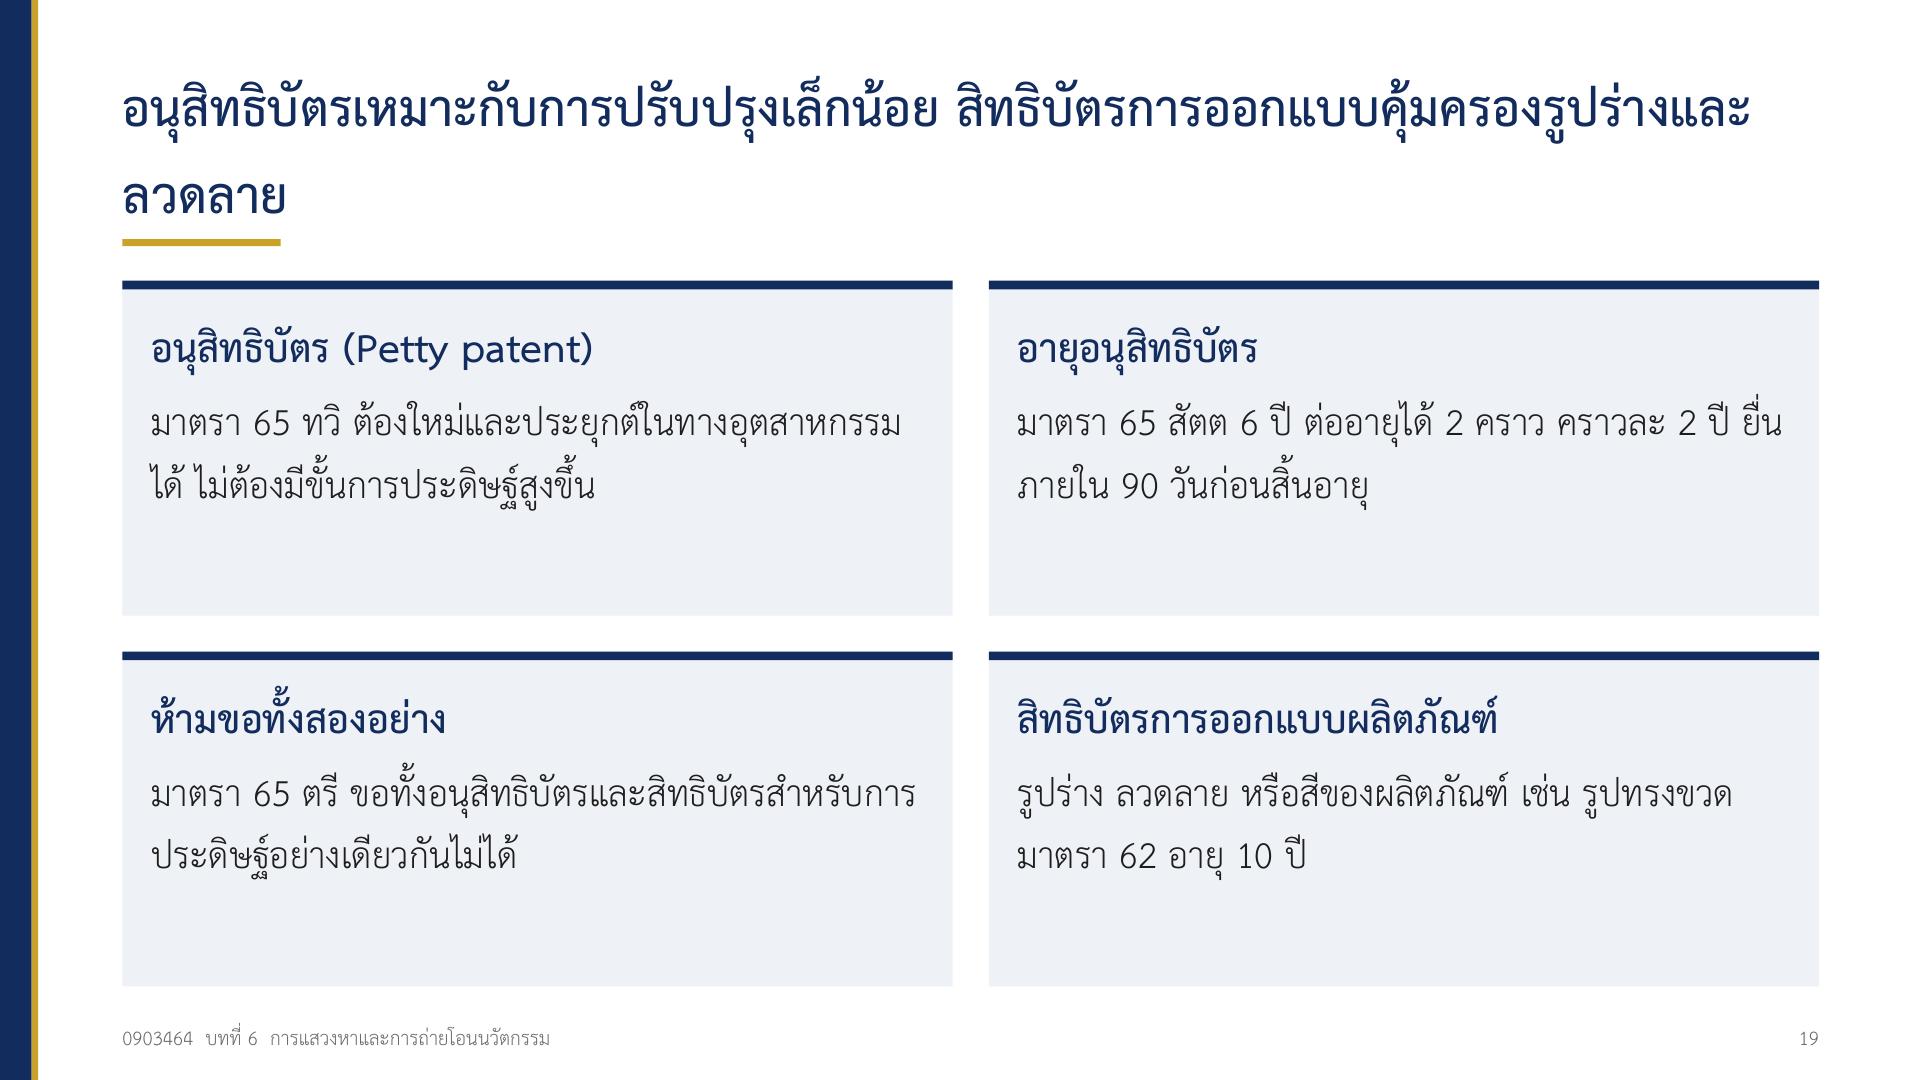 อนุสิทธิบัตรเหมาะกับการปรับปรุงเล็กน้อย สิทธิบัตรการออกแบบคุ้มครองรูปร่างและ
ลวดลาย
อนุสิทธิบัตร (Petty patent)
มาตรา 65 ทวิ ต้องใหม่และประยุกต์ในทางอุตสาหกรรม
ได้ ไม่ต้องมีขั้นการประดิษฐ์สูงขึ้น
อายุอนุสิทธิบัตร
มาตรา 65 สัตต 6 ปี ต่ออายุได้ 2 คราว คราวละ 2 ปี ยื่น
ภายใน 90 วันก่อนสิ้นอายุ
ห้ามขอทั้งสองอย่าง
มาตรา 65 ตรี ขอทั้งอนุสิทธิบัตรและสิทธิบัตรสำหรับการ
ประดิษฐ์อย่างเดียวกันไม่ได้
สิทธิบัตรการออกแบบผลิตภัณฑ์
รูปร่าง ลวดลาย หรือสีของผลิตภัณฑ์ เช่น รูปทรงขวด
มาตรา 62 อายุ 10 ปี
0903464 บทที่ 6 การแสวงหาและการถ่ายโอนนวัตกรรม
19